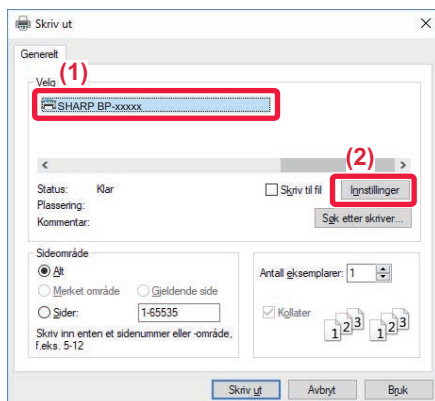 Skriv ut
Generelt
Velg
(1)
SHARP BP-xxxxx
(2)
Status: Klar
Skriv til fil
Innstillinger
Plassering:
Kommentar:
Søk etter skriver...
Sideområde
Alt
Merket område
Gjeldende side
Sider:
1-65535
Skriv inn enten et sidenummer eller -område,
f.eks. 5-12
Antall eksemplarer: 1
Kollater
1 2 3
1 2 3
Skriv ut
Avbryt
Bruk